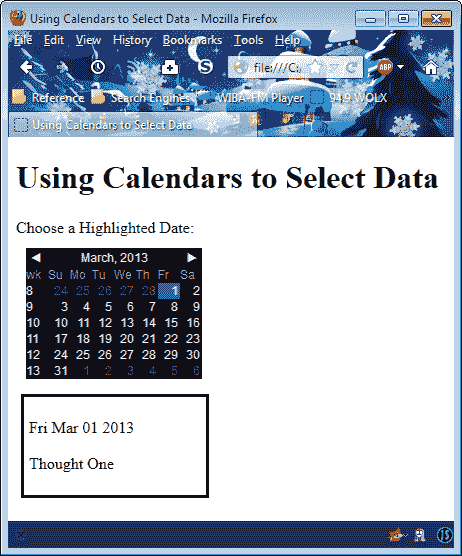 Using Calendars to Select Data - Mozilla Firefox
File Edit View History Bookmarks Tools Help
S file:///C: ABP
Reference Search Engines WIBA-FM Player 94.9 WOLX
Using Calendars to Select Data
Using Calendars to Select Data
Choose a Highlighted Date:
March, 2013
wk Su Mo Tu We Th Fr Sa
8 24 25 26 27 28 1 2
9 3 4 5 6 7 8 9
10 10 11 12 13 14 15 16
11 17 18 19 20 21 22 23
12 24 25 26 27 28 29 30
13 31 1 2 3 4 5 6
Fri Mar 01 2013
Thought One